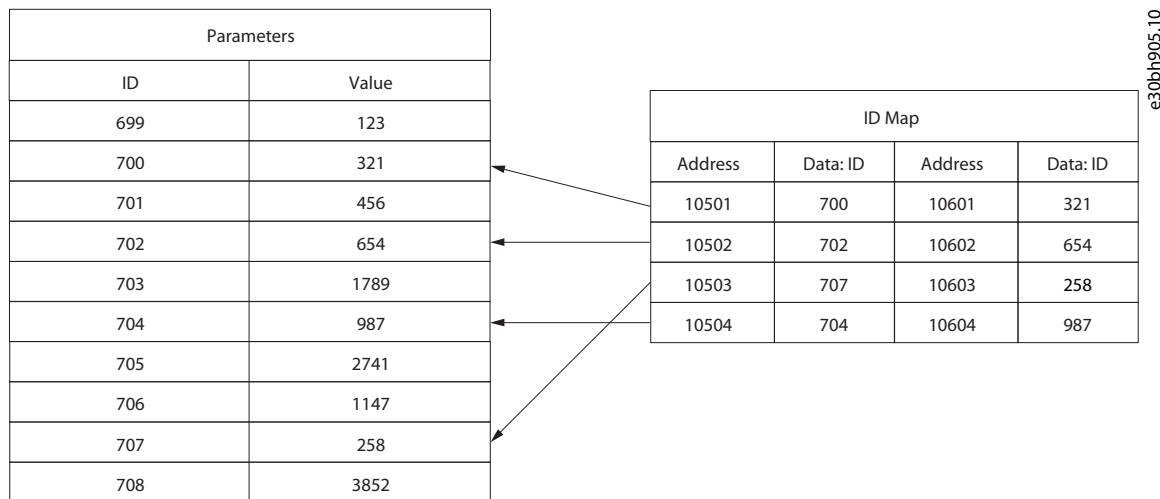 Parameters
ID Value
699 123
700 321
701 456
702 654
703 1789
704 987
705 2741
706 1147
707 258
708 3852
ID Map
Address Data: ID Address Data: ID
10501 700 10601 321
10502 702 10602 654
10503 707 10603 258
10504 704 10604 987
e30bh905.10